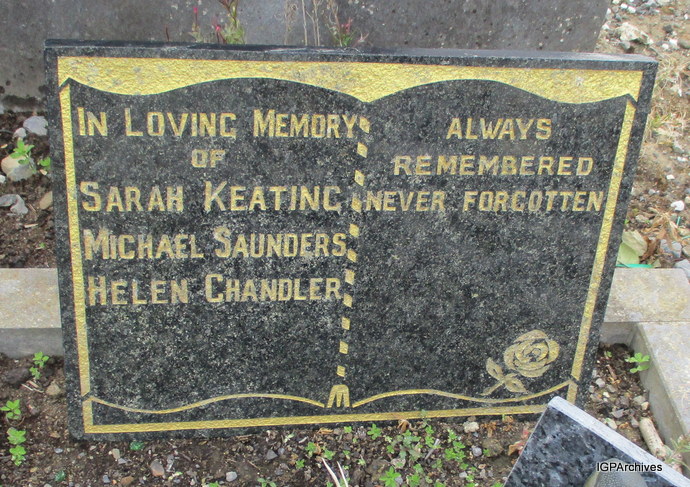 In Loving Memory
of
Sarah Keating
Michael Saunders
Helen Chandler
ALWAYS
REMEMBERED
NEVER FORGOTTEN
IGPArchives